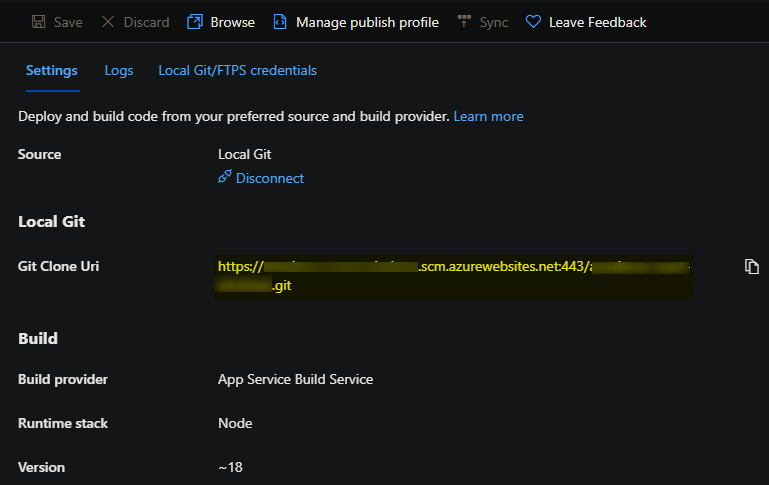 Save Discard Browse Manage publish profile Sync Leave Feedback
Settings Logs Local Git/FTPS credentials
Deploy and build code from your preferred source and build provider. Learn more
Source Local Git
Disconnect
Local Git
Git Clone Uri https:// .scm.azurewebsites.net:443/
.git
Build
Build provider App Service Build Service
Runtime stack Node
Version ~18